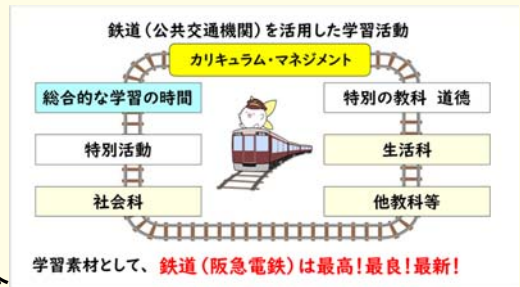 鉄道(公共交通機関)を活用した学習活動
カリキュラム・マネジメント
総合的な学習の時間
特別の教科 道徳
特別活動
生活科
社会科
他教科等
学習素材として、鉄道(阪急電鉄)は最高!最良!最新!